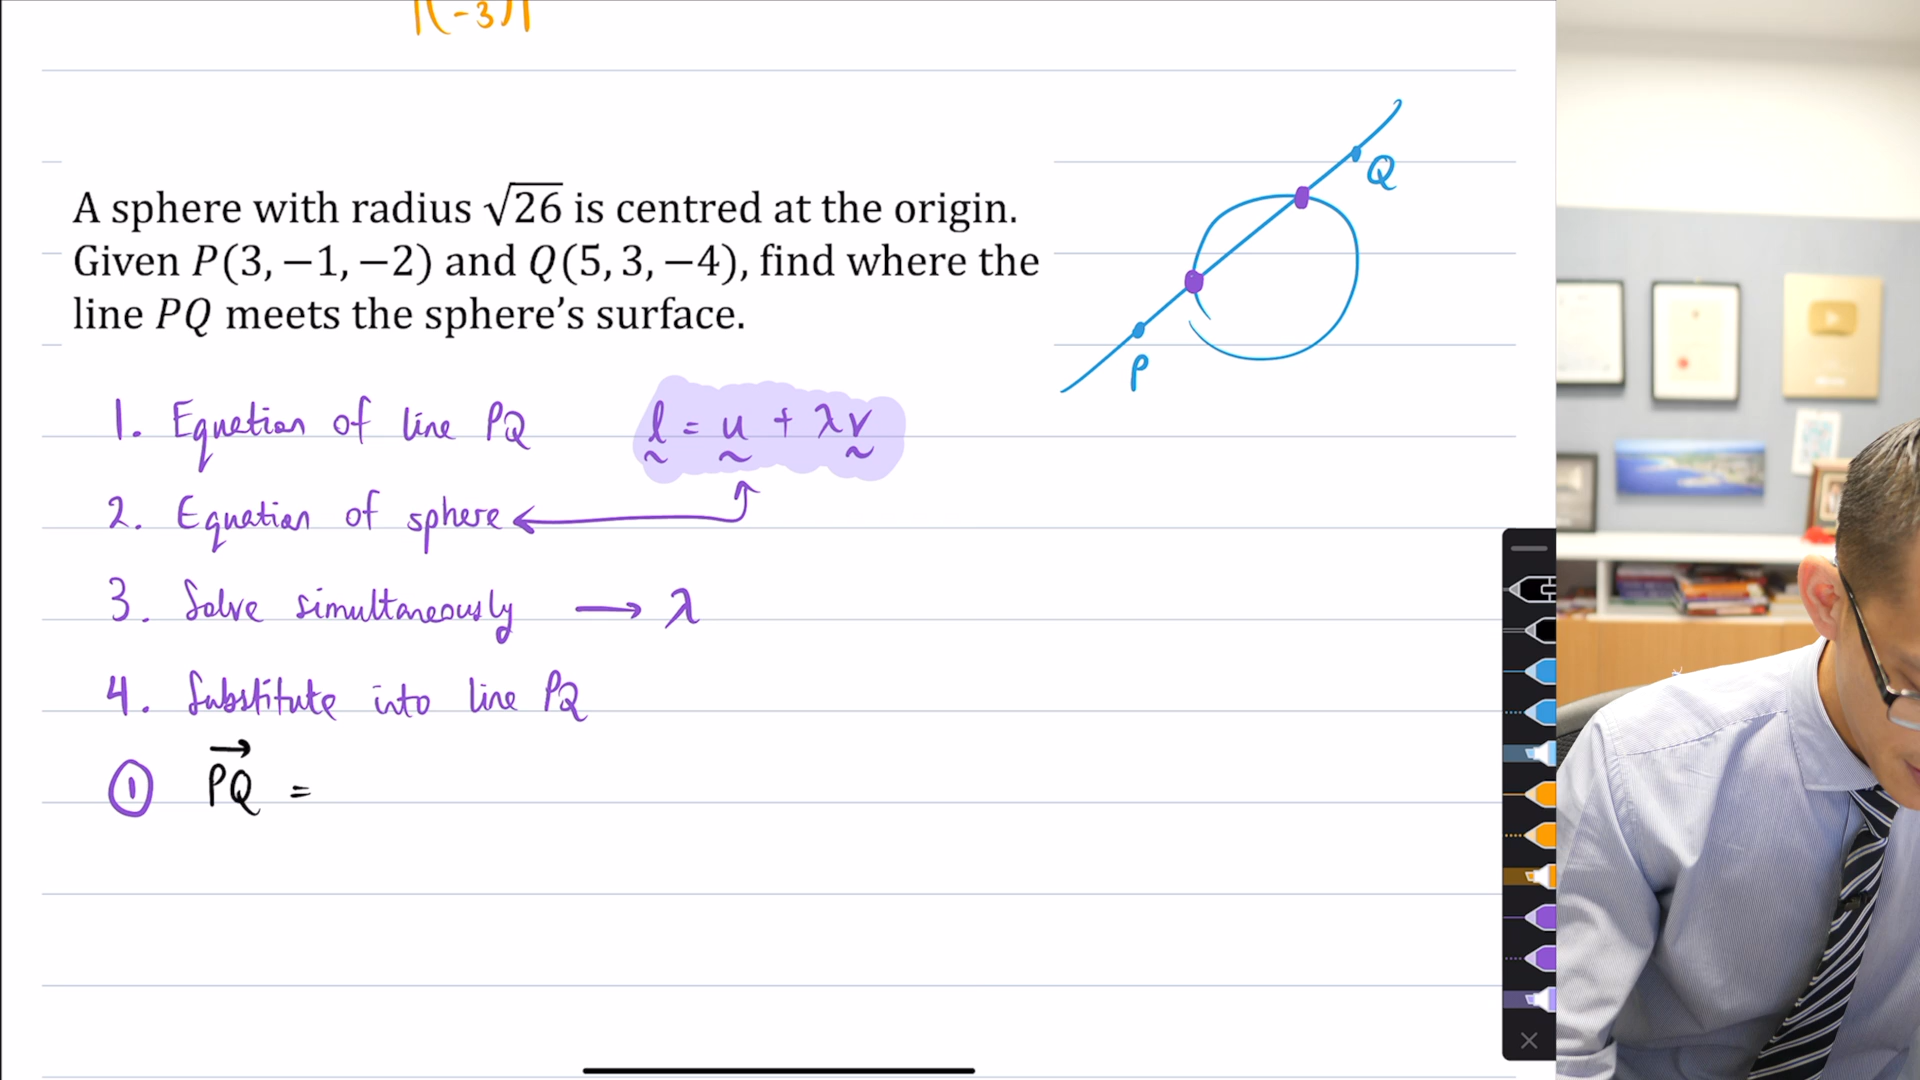 |(-3)|
A sphere with radius √26 is centred at the origin.
Given P(3, −1, −2) and Q(5, 3, −4), find where the
line PQ meets the sphere’s surface.
Q
P
1. Equation of line PQ
l = u + λv
~ ~ ~
2. Equation of sphere
3. Solve simultaneously → λ
4. Substitute into line PQ
① P⃗Q⃗ =